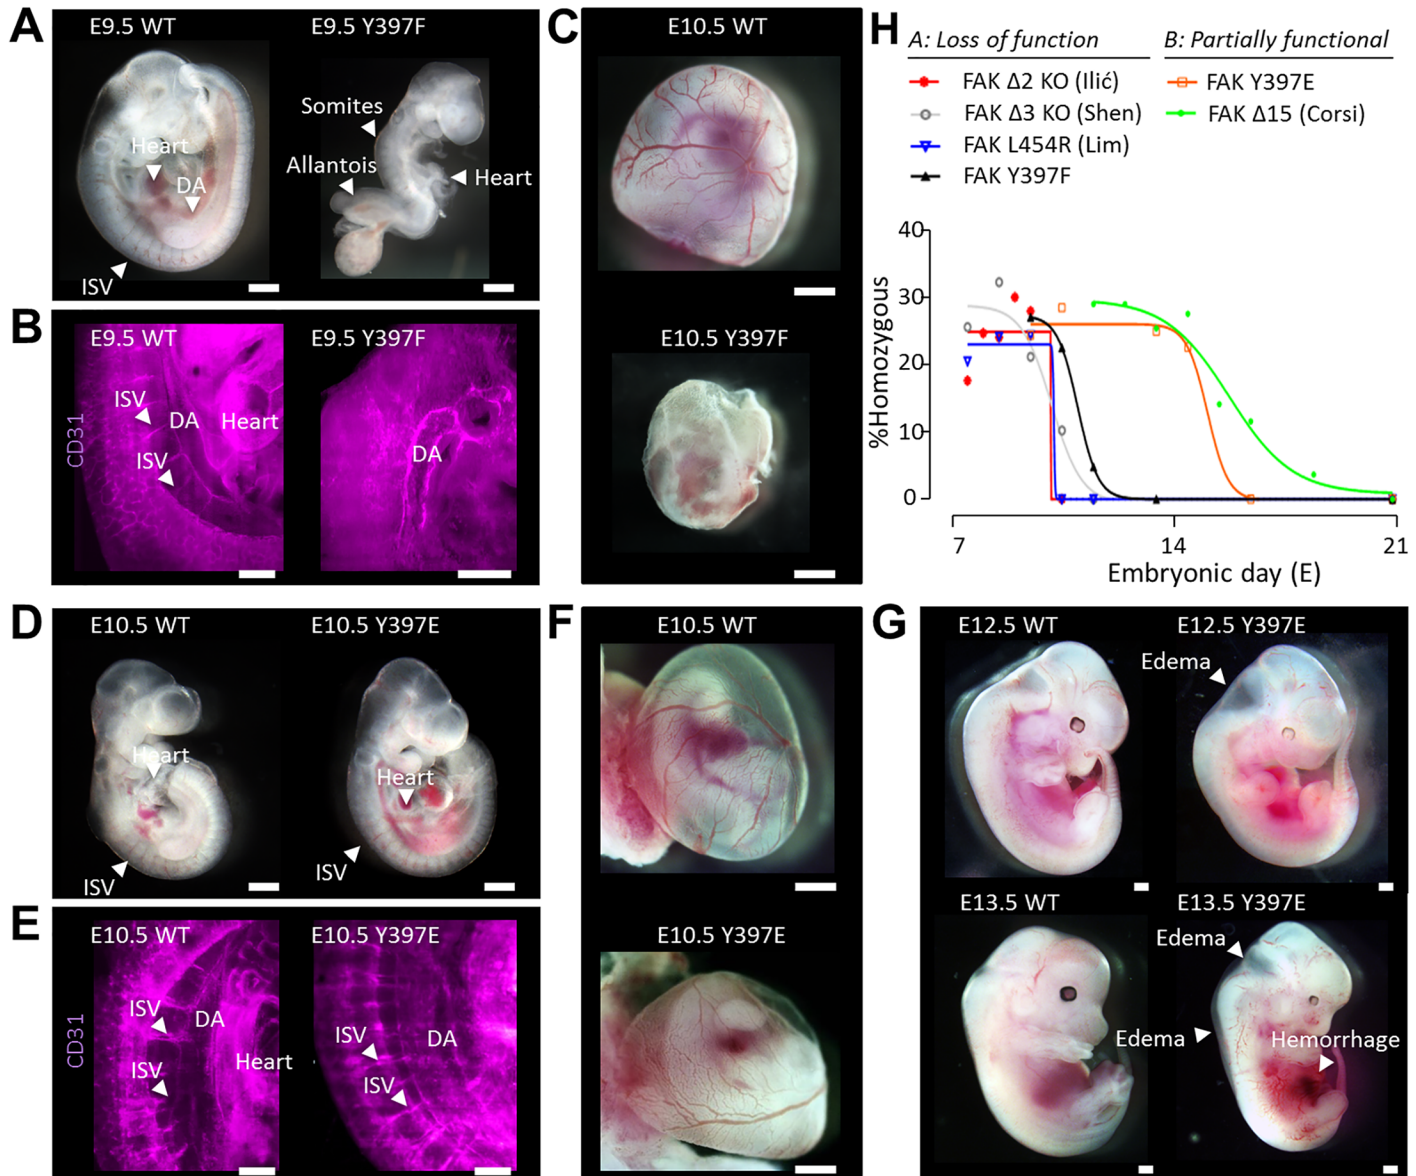 A
E9.5 WT
E9.5 Y397F
Heart
DA
ISV
Somites
Allantois
Heart
B
E9.5 WT
E9.5 Y397F
CD31
ISV
DA
Heart
ISV
DA
C
E10.5 WT
E10.5 Y397F
H
A: Loss of function
B: Partially functional
FAK Δ2 KO (Ilić)
FAK Δ3 KO (Shen)
FAK L454R (Lim)
FAK Y397F
FAK Y397E
FAK Δ15 (Corsi)
%Homozygous
40
30
20
10
0
7
14
21
Embryonic day (E)
D
E10.5 WT
E10.5 Y397E
Heart
ISV
Heart
ISV
E
E10.5 WT
E10.5 Y397E
CD31
ISV
DA
ISV
Heart
ISV
DA
ISV
F
E10.5 WT
E10.5 Y397E
G
E12.5 WT
E12.5 Y397E
Edema
E13.5 WT
E13.5 Y397E
Edema
Edema
Hemorrhage